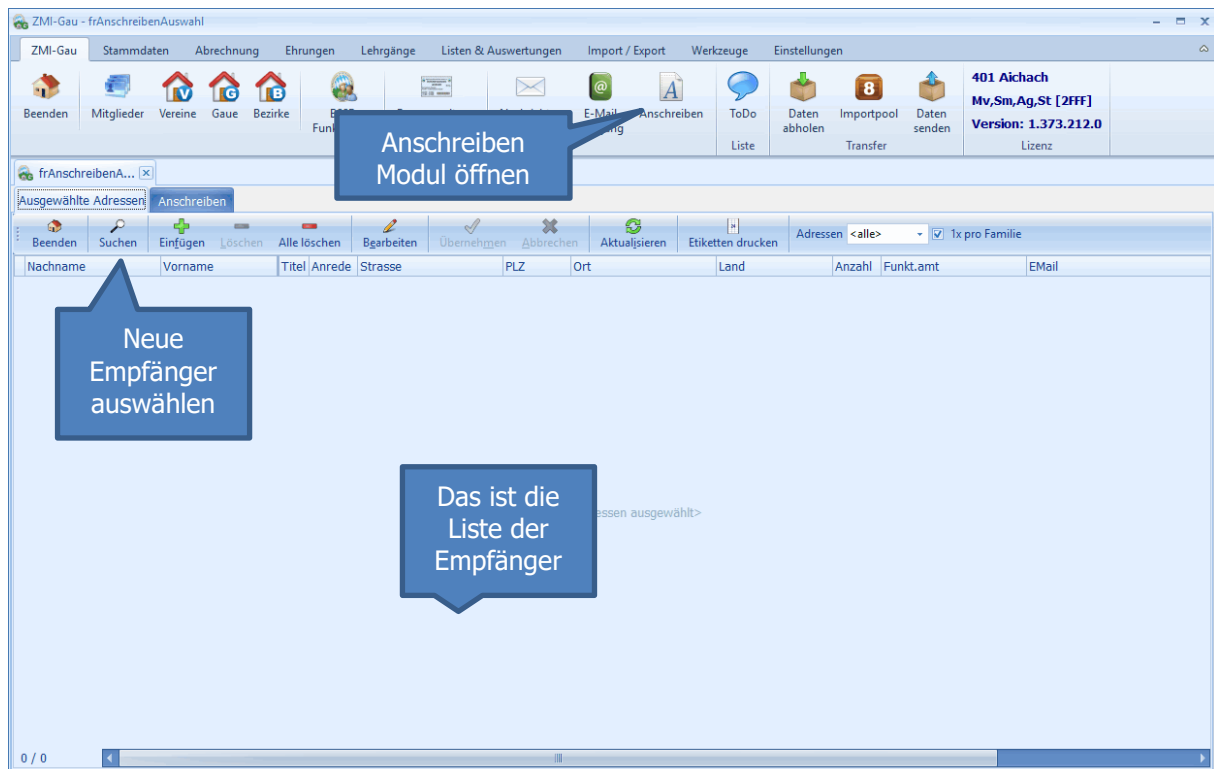 ZMI-Gau - frAnschreibenAuswahl
ZMI-Gau Stammdaten Abrechnung Ehrungen Lehrgänge Listen & Auswertungen Import / Export Werkzeuge Einstellungen
Beenden Mitglieder Vereine Gaue Bezirke E-Mail Anschreiben ToDo Daten abholen Importpool Daten senden
401 Aichach
Mv,Sm,Ag,St [2FFF]
Version: 1.373.212.0
Liste Transfer Lizenz
Anschreiben
Modul öffnen
frAnschreibenA...
Ausgewählte Adressen Anschreiben
Beenden Suchen Einfügen Löschen Alle löschen Bearbeiten Übernehmen Abbrechen Aktualisieren Etiketten drucken Adressen <alle> 1x pro Familie
Nachname Vorname Titel Anrede Strasse PLZ Ort Land Anzahl Funkt.amt EMail
Neue
Empfänger
auswählen
Das ist die
Liste der
Empfänger
ausgewählt>
0 / 0